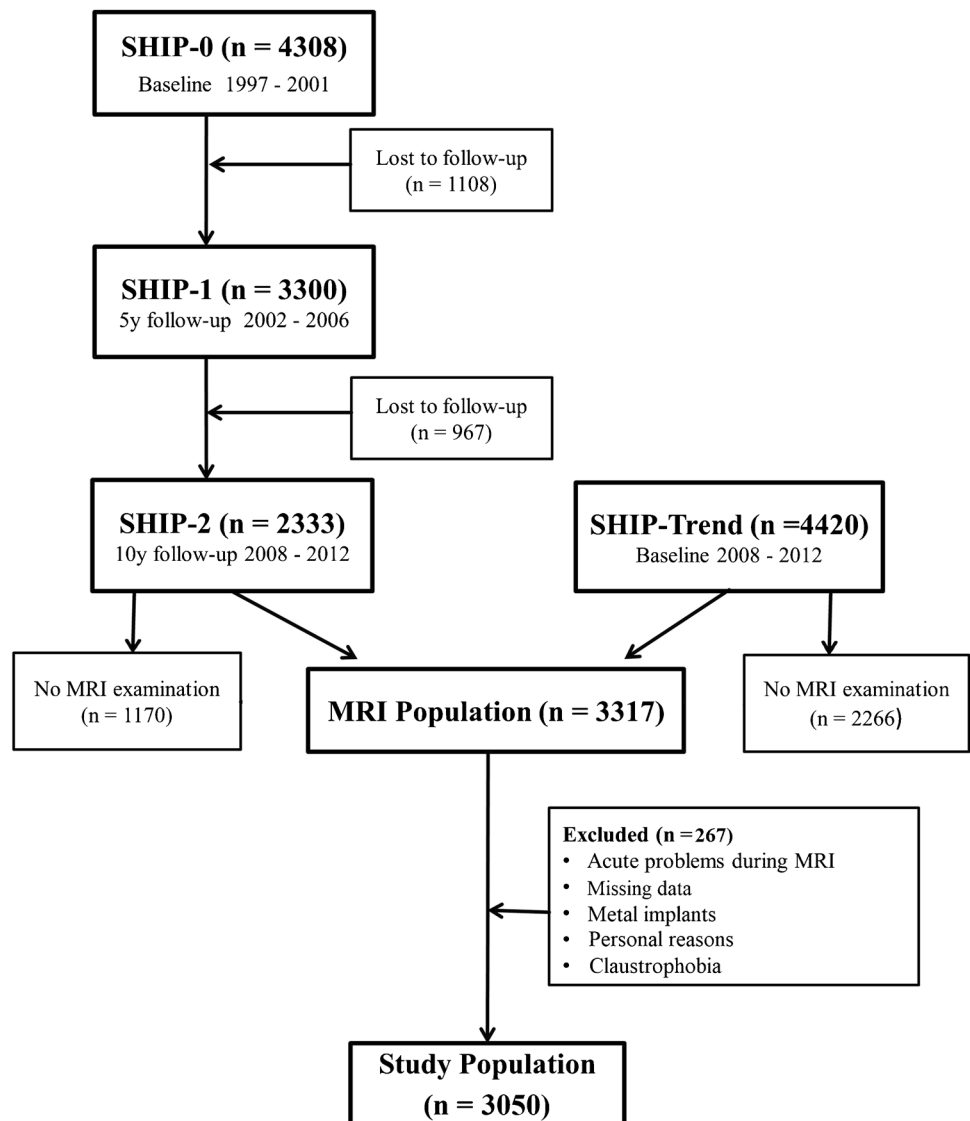 SHIP-0 (n = 4308)
Baseline 1997 - 2001
Lost to follow-up
(n = 1108)
SHIP-1 (n = 3300)
5y follow-up 2002 - 2006
Lost to follow-up
(n = 967)
SHIP-2 (n = 2333)
10y follow-up 2008 - 2012
SHIP-Trend (n =4420)
Baseline 2008 - 2012
No MRI examination
(n = 1170)
MRI Population (n = 3317)
No MRI examination
(n = 2266)
Excluded (n = 267)
• Acute problems during MRI
• Missing data
• Metal implants
• Personal reasons
• Claustrophobia
Study Population
(n = 3050)